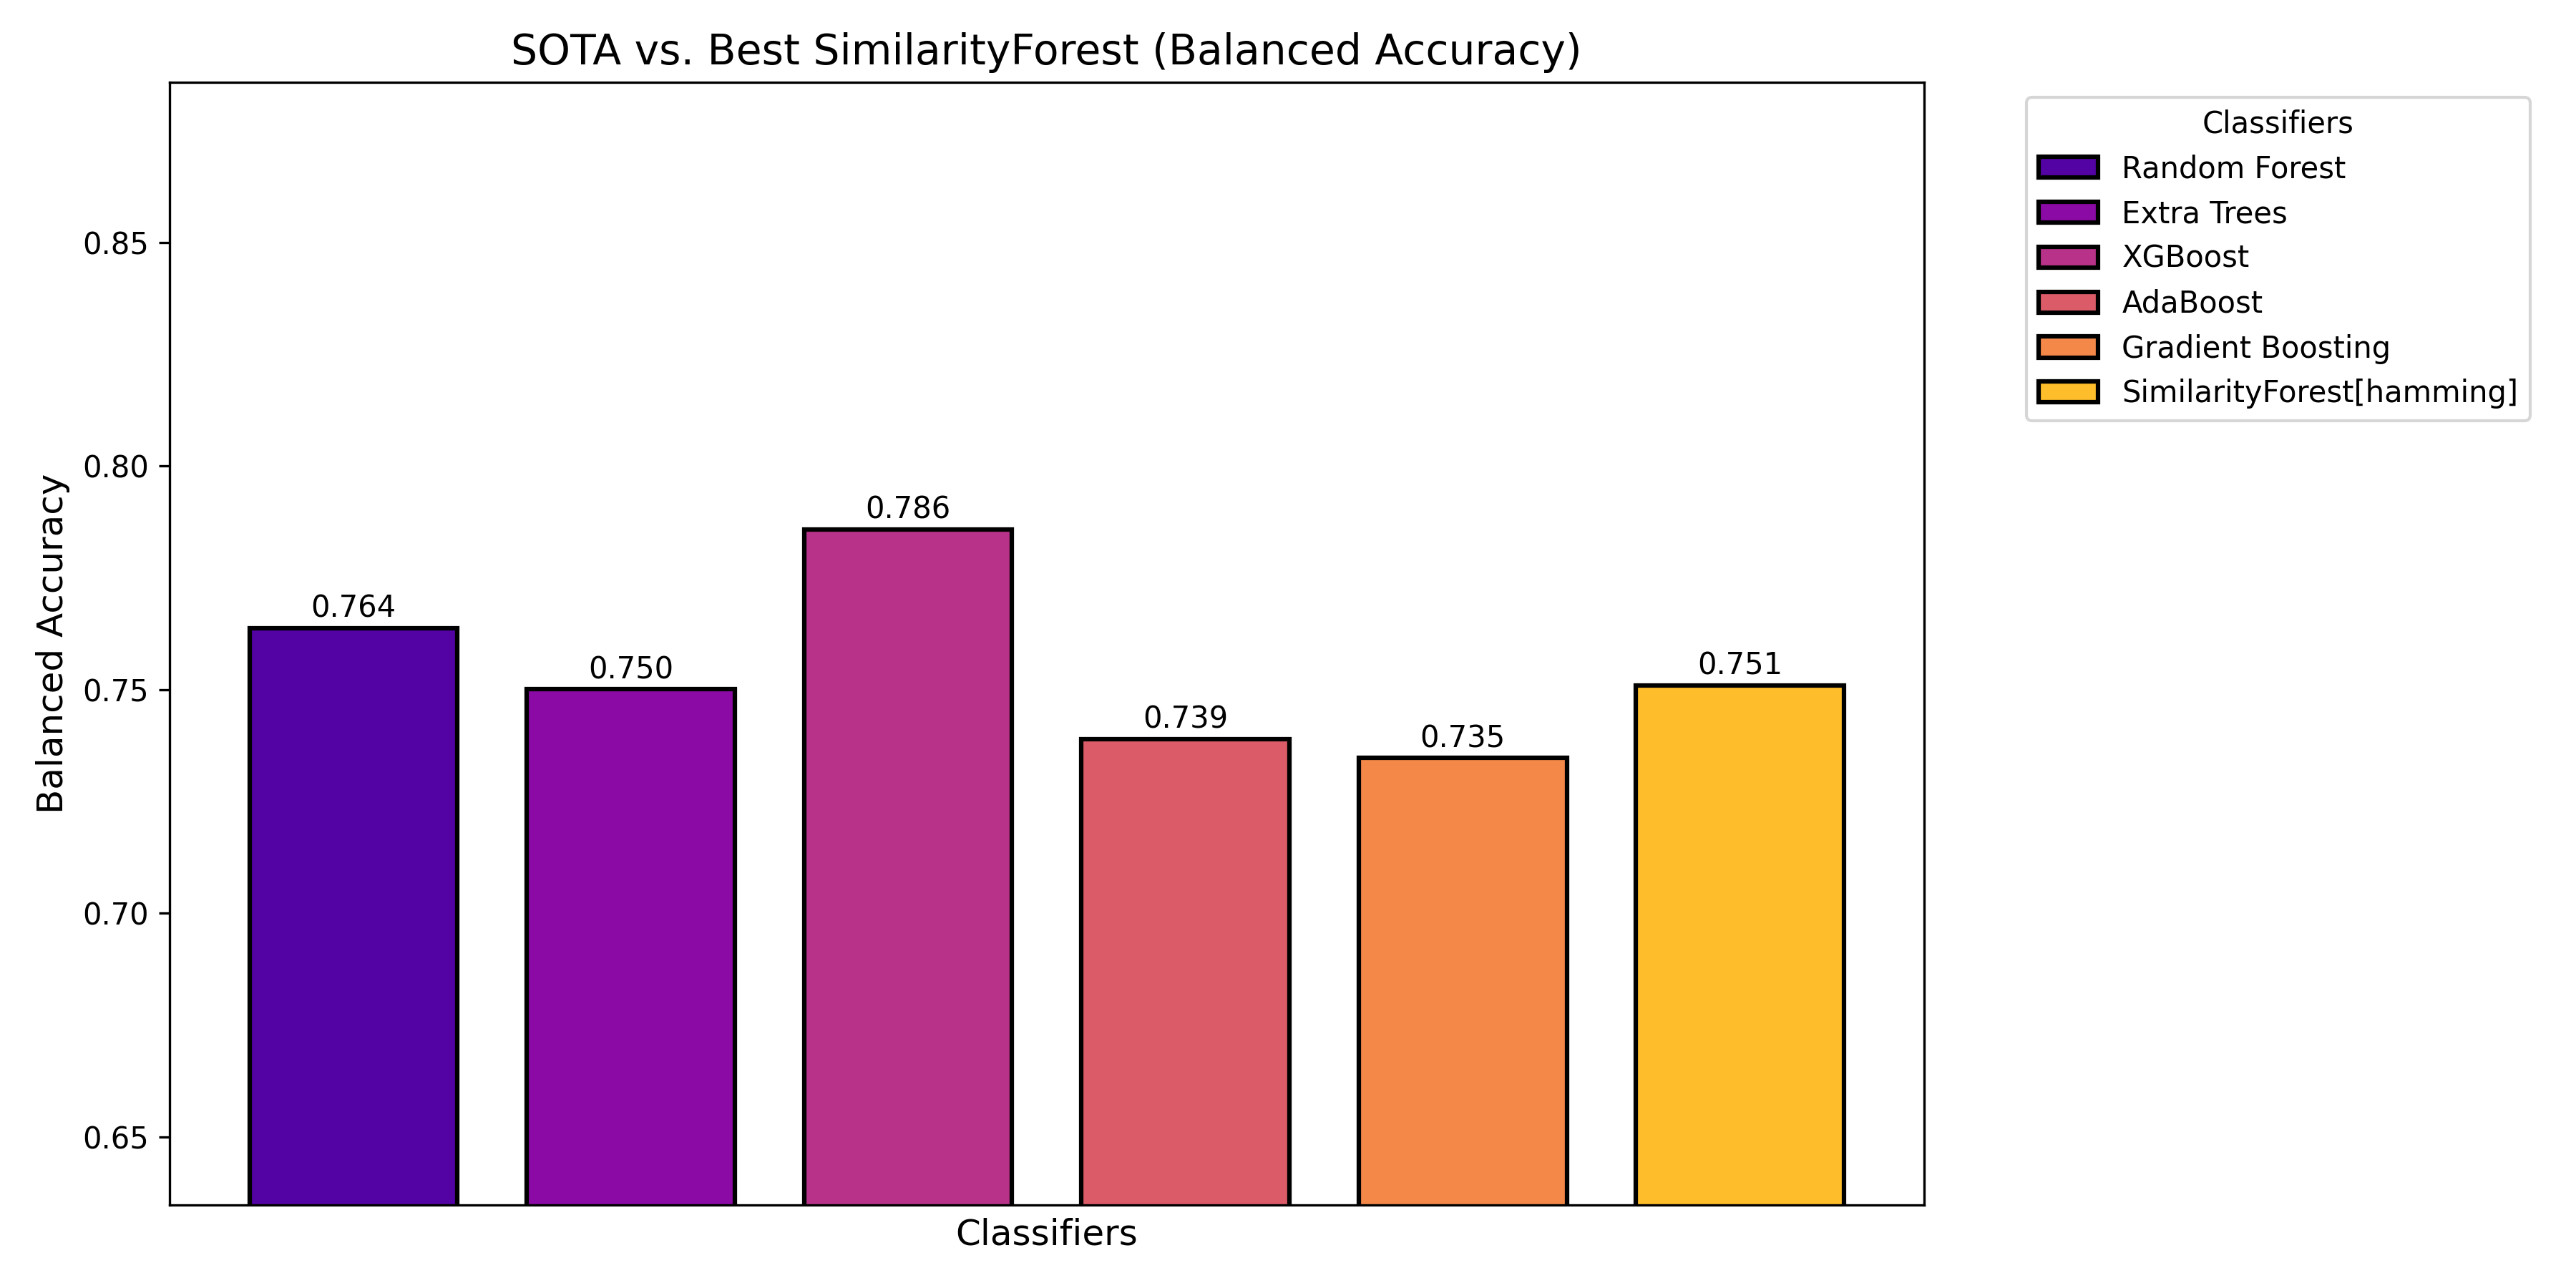 SOTA vs. Best SimilarityForest (Balanced Accuracy)
Balanced Accuracy
0.85
0.80
0.75
0.70
0.65
0.764
0.750
0.786
0.739
0.735
0.751
Classifiers
Classifiers
Random Forest
Extra Trees
XGBoost
AdaBoost
Gradient Boosting
SimilarityForest[hamming]